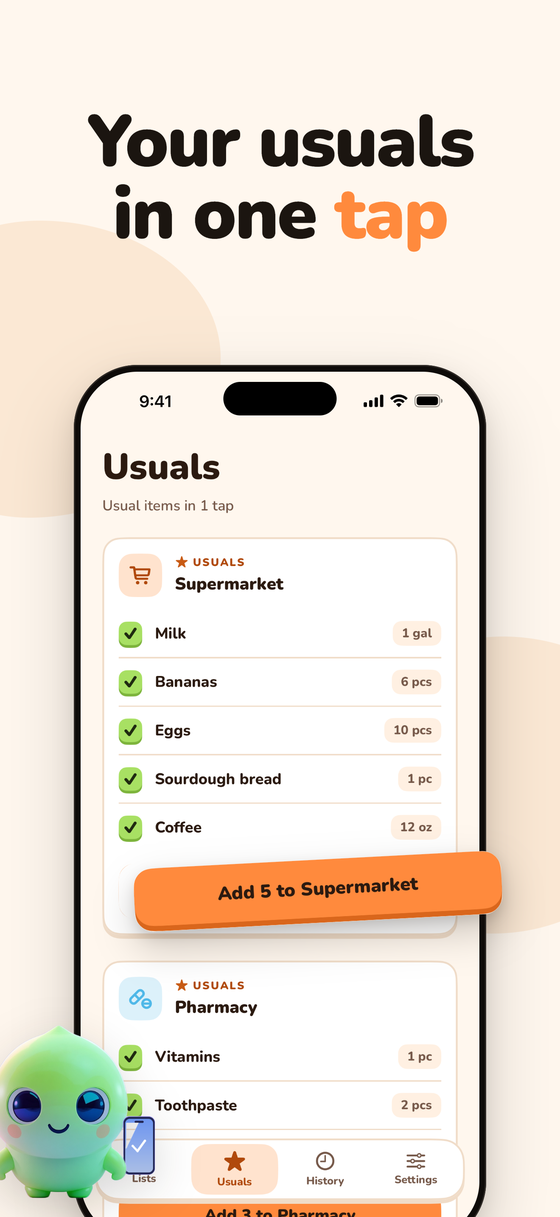 Your usuals
in one tap
9:41
Usuals
Usual items in 1 tap
USUALS
Supermarket
Milk 1 gal
Bananas 6 pcs
Eggs 10 pcs
Sourdough bread 1 pc
Coffee 12 oz
Add 5 to Supermarket
USUALS
Pharmacy
Vitamins 1 pc
Toothpaste 2 pcs
Lists Usuals History Settings
Add 3 to Pharmacy